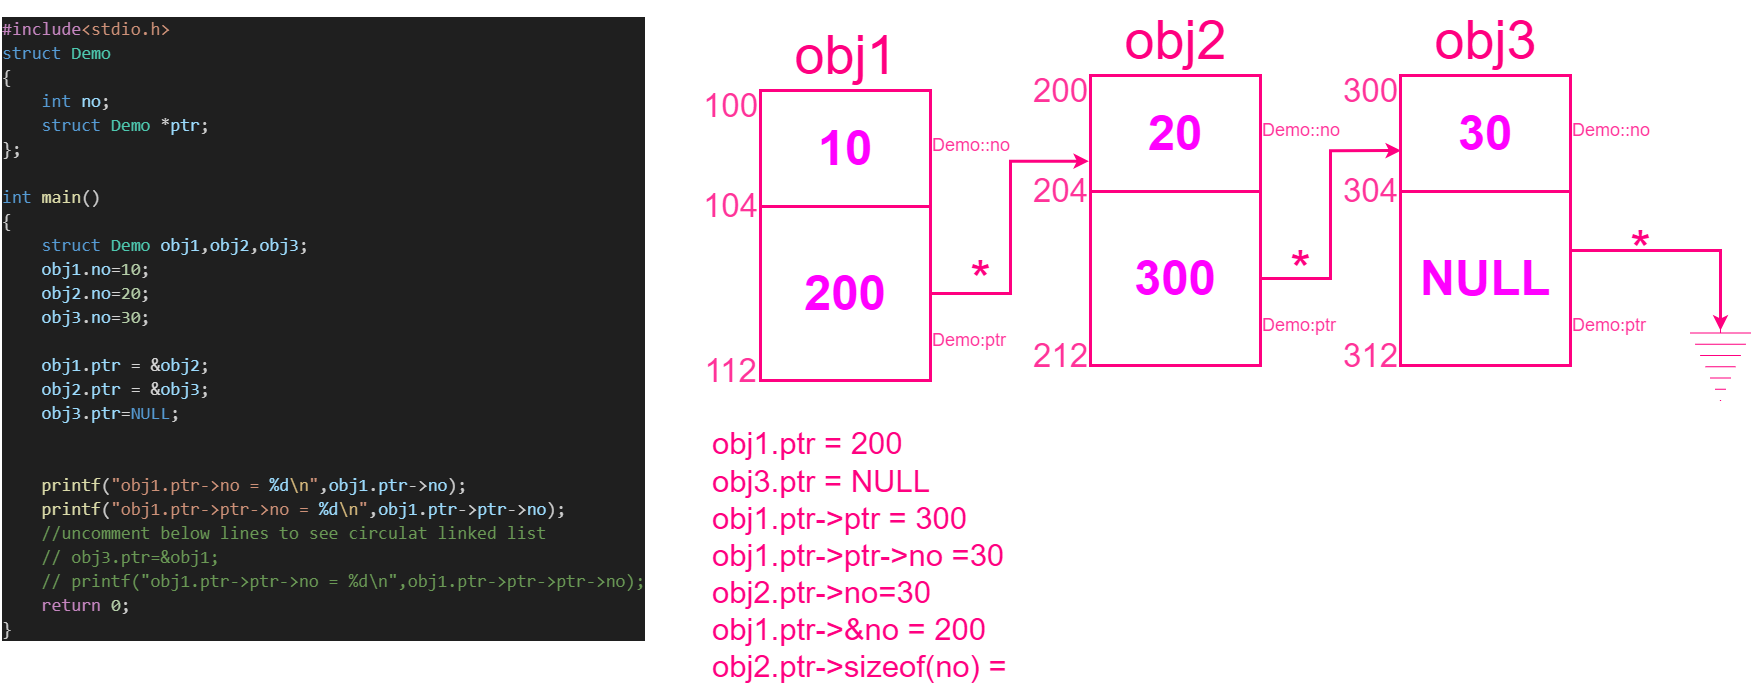 #include<stdio.h>
struct Demo
{
    int no;
    struct Demo *ptr;
};
int main()
{
    struct Demo obj1,obj2,obj3;
    obj1.no=10;
    obj2.no=20;
    obj3.no=30;
    obj1.ptr = &obj2;
    obj2.ptr = &obj3;
    obj3.ptr=NULL;
    printf("obj1.ptr->no = %d\n",obj1.ptr->no);
    printf("obj1.ptr->ptr->no = %d\n",obj1.ptr->ptr->no);
    //uncomment below lines to see circulat linked list
    // obj3.ptr=&obj1;
    // printf("obj1.ptr->ptr->no = %d\n",obj1.ptr->ptr->ptr->no);
    return 0;
}
obj1
100
10
Demo::no
104
200
*
Demo:ptr
112
obj2
200
20
Demo::no
204
300
*
Demo:ptr
212
obj3
300
30
Demo::no
304
NULL
*
Demo:ptr
312
obj1.ptr = 200
obj3.ptr = NULL
obj1.ptr->ptr = 300
obj1.ptr->ptr->no =30
obj2.ptr->no=30
obj1.ptr->&no = 200
obj2.ptr->sizeof(no) =